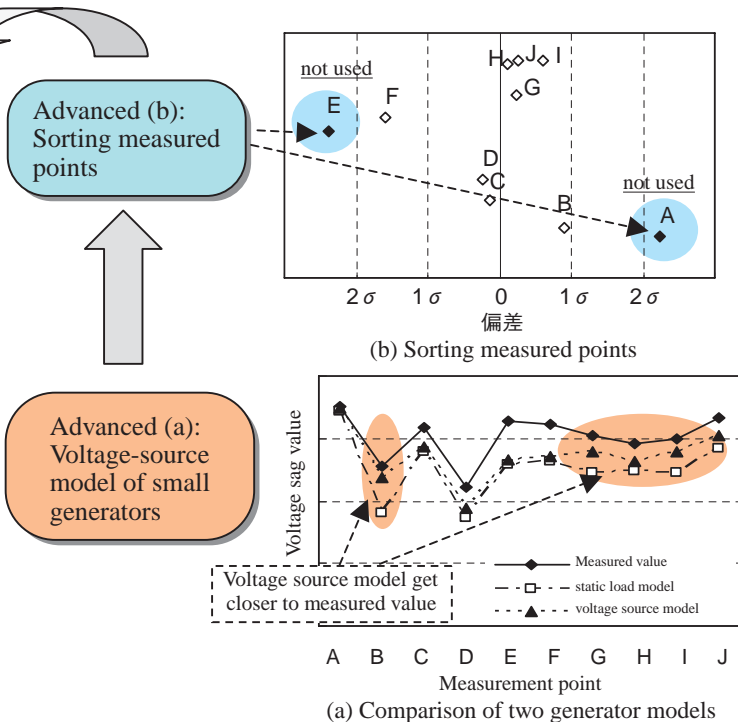 Advanced (b):
Sorting measured
points
not used
E
F
H
J
I
G
D
C
B
not used
A
2σ 1σ 0 1σ 2σ
偏差
(b) Sorting measured points
Advanced (a):
Voltage-source
model of small
generators
Voltage sag value
Voltage source model get
closer to measured value
Measured value
static load model
voltage source model
A B C D E F G H I J
Measurement point
(a) Comparison of two generator models